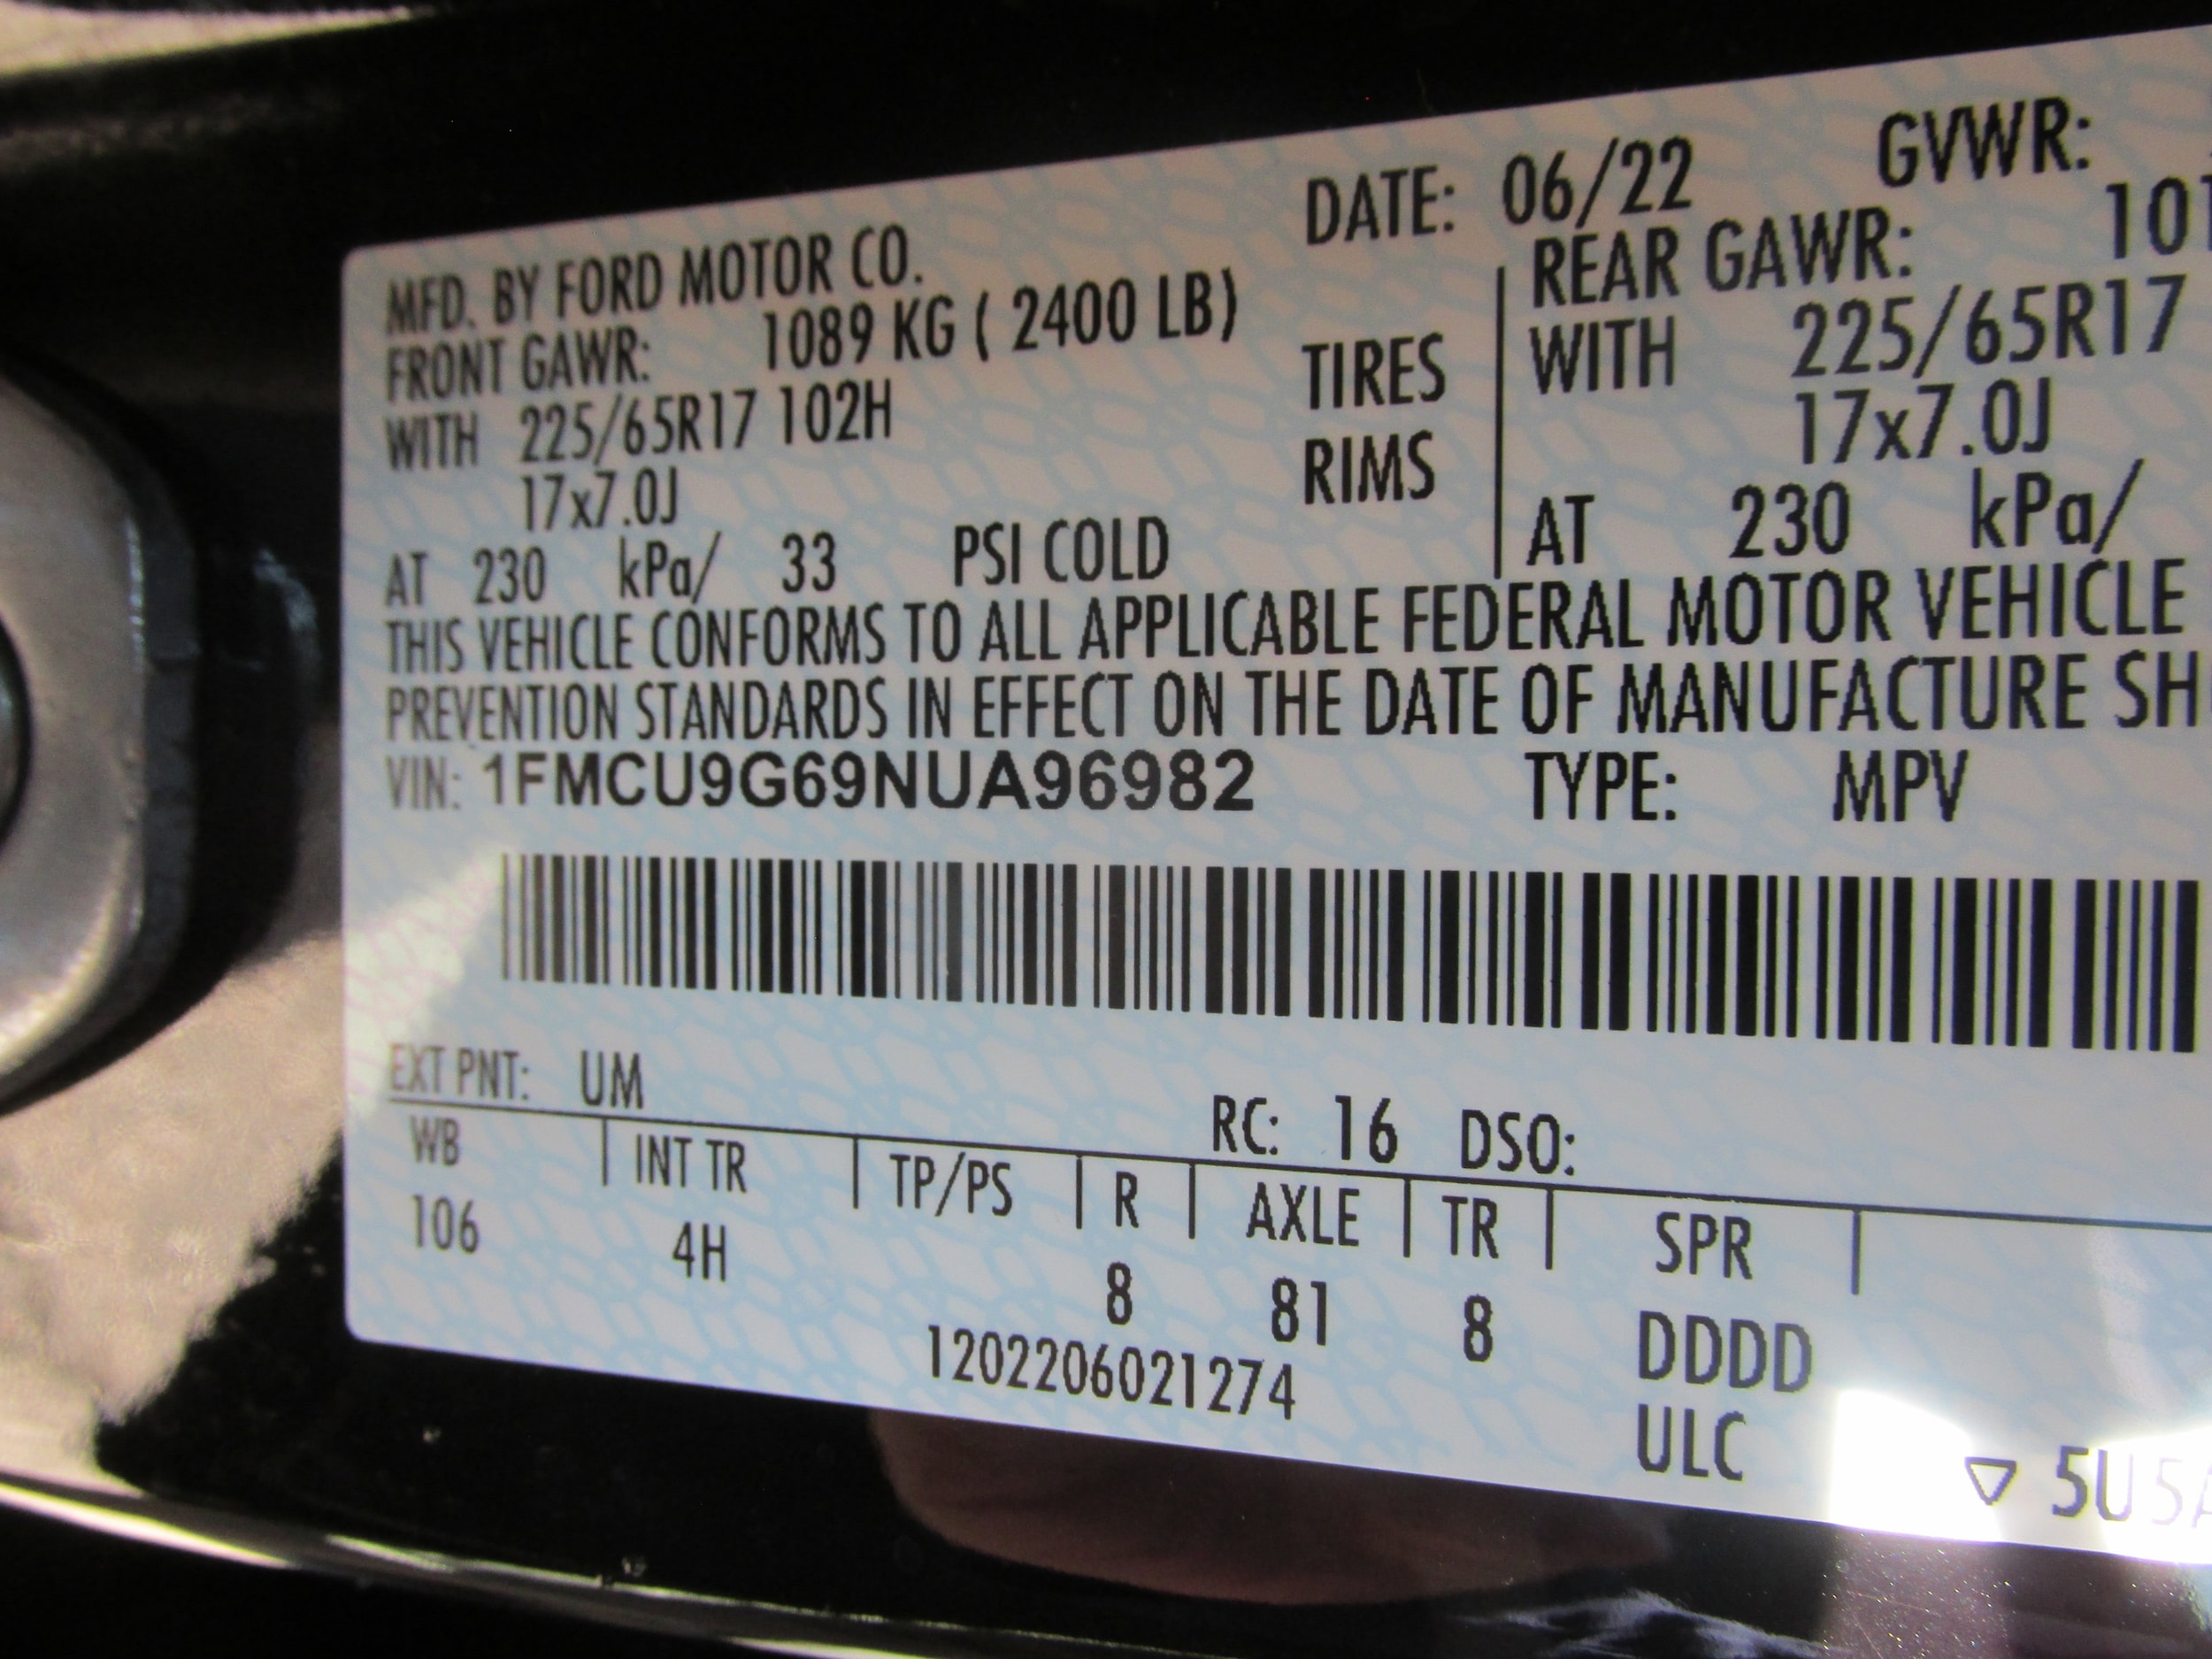 DATE: 06/22 GVWR:
MFD. BY FORD MOTOR CO.
FRONT GAWR: 1089 KG ( 2400 LB)
WITH 225/65R17 102H
17x7.0J
AT 230 kPa/ 33 PSI COLD
TIRES
RIMS
REAR GAWR: 101
WITH 225/65R17
17x7.0J
AT 230 kPa/
THIS VEHICLE CONFORMS TO ALL APPLICABLE FEDERAL MOTOR VEHICLE
PREVENTION STANDARDS IN EFFECT ON THE DATE OF MANUFACTURE SH
VIN: 1FMCU9G69NUA96982 TYPE: MPV
EXT PNT: UM RC: 16 DSO:
WB INT TR TP/PS R AXLE TR SPR
106 4H 8 81 8 DDDD
1202206021274 ULC
▽ 5U5A